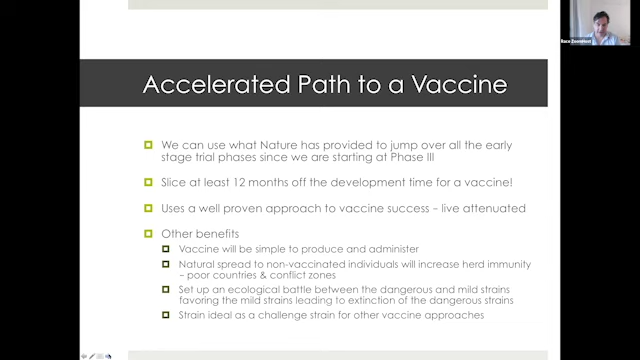 Accelerated Path to a Vaccine
We can use what Nature has provided to jump over all the early
stage trial phases since we are starting at Phase III
Slice at least 12 months off the development time for a vaccine!
Uses a well proven approach to vaccine success – live attenuated
Other benefits
Vaccine will be simple to produce and administer
Natural spread to non-vaccinated individuals will increase herd immunity
– poor countries & conflict zones
Set up an ecological battle between the dangerous and mild strains
favoring the mild strains leading to extinction of the dangerous strains
Strain ideal as a challenge strain for other vaccine approaches